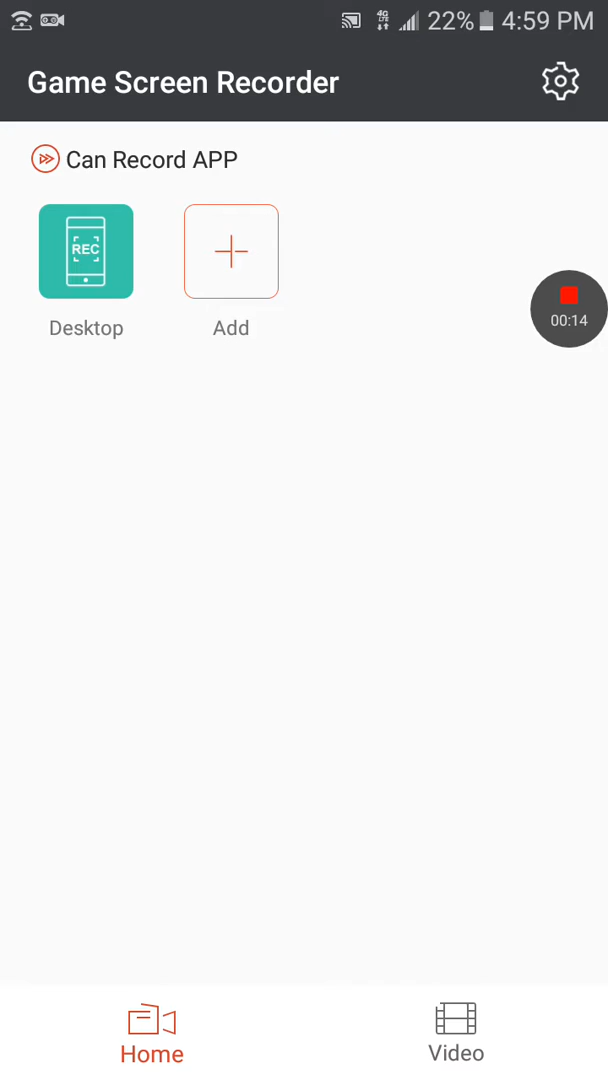 22% 4:59 PM
Game Screen Recorder
Can Record APP
REC
Desktop
Add
00:14
Home
Video